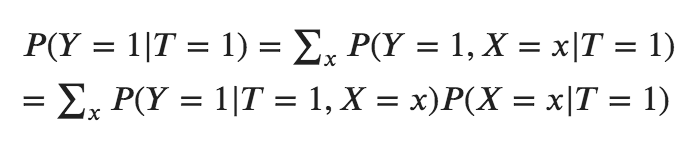 P(Y = 1|T = 1) = ∑ₓ P(Y = 1, X = x|T = 1)
= ∑ₓ P(Y = 1|T = 1, X = x)P(X = x|T = 1)